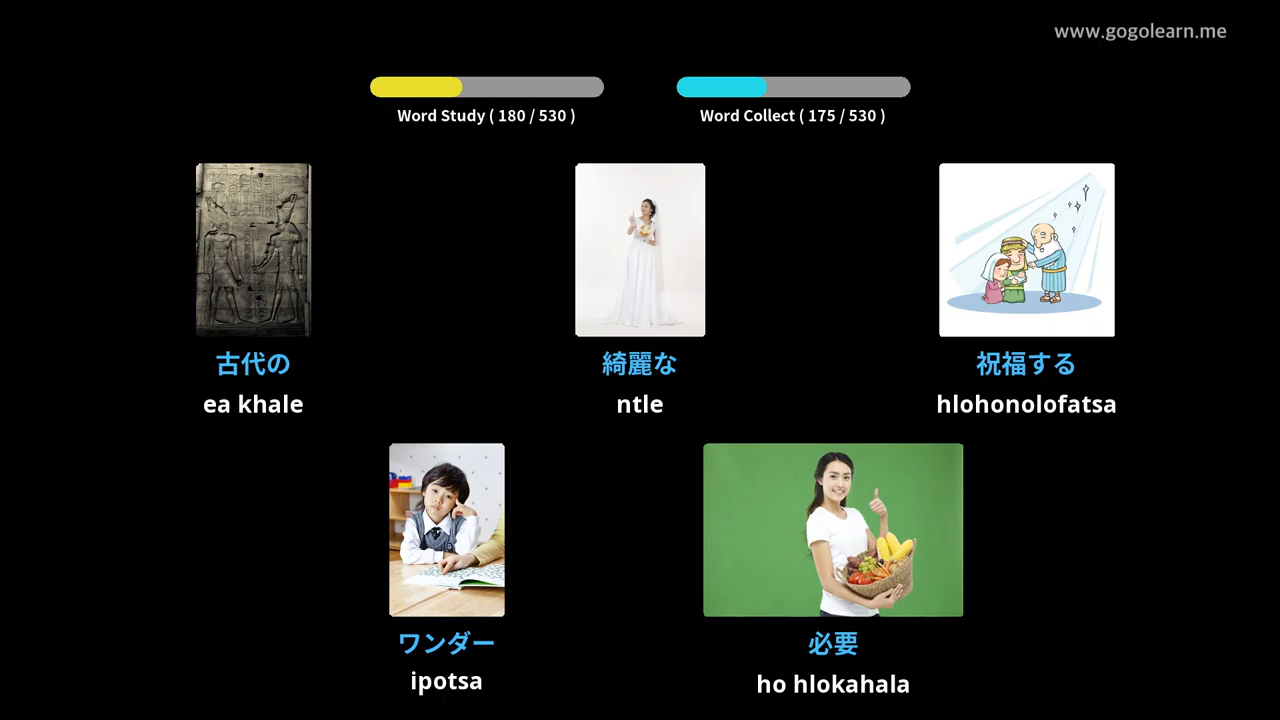 www.gogolearn.me
Word Study ( 180 / 530 )
Word Collect ( 175 / 530 )
古代の
綺麗な
祝福する
ea khale
ntle
hlohonolofatsa
ワンダー
必要
ipotsa
ho hlokahala